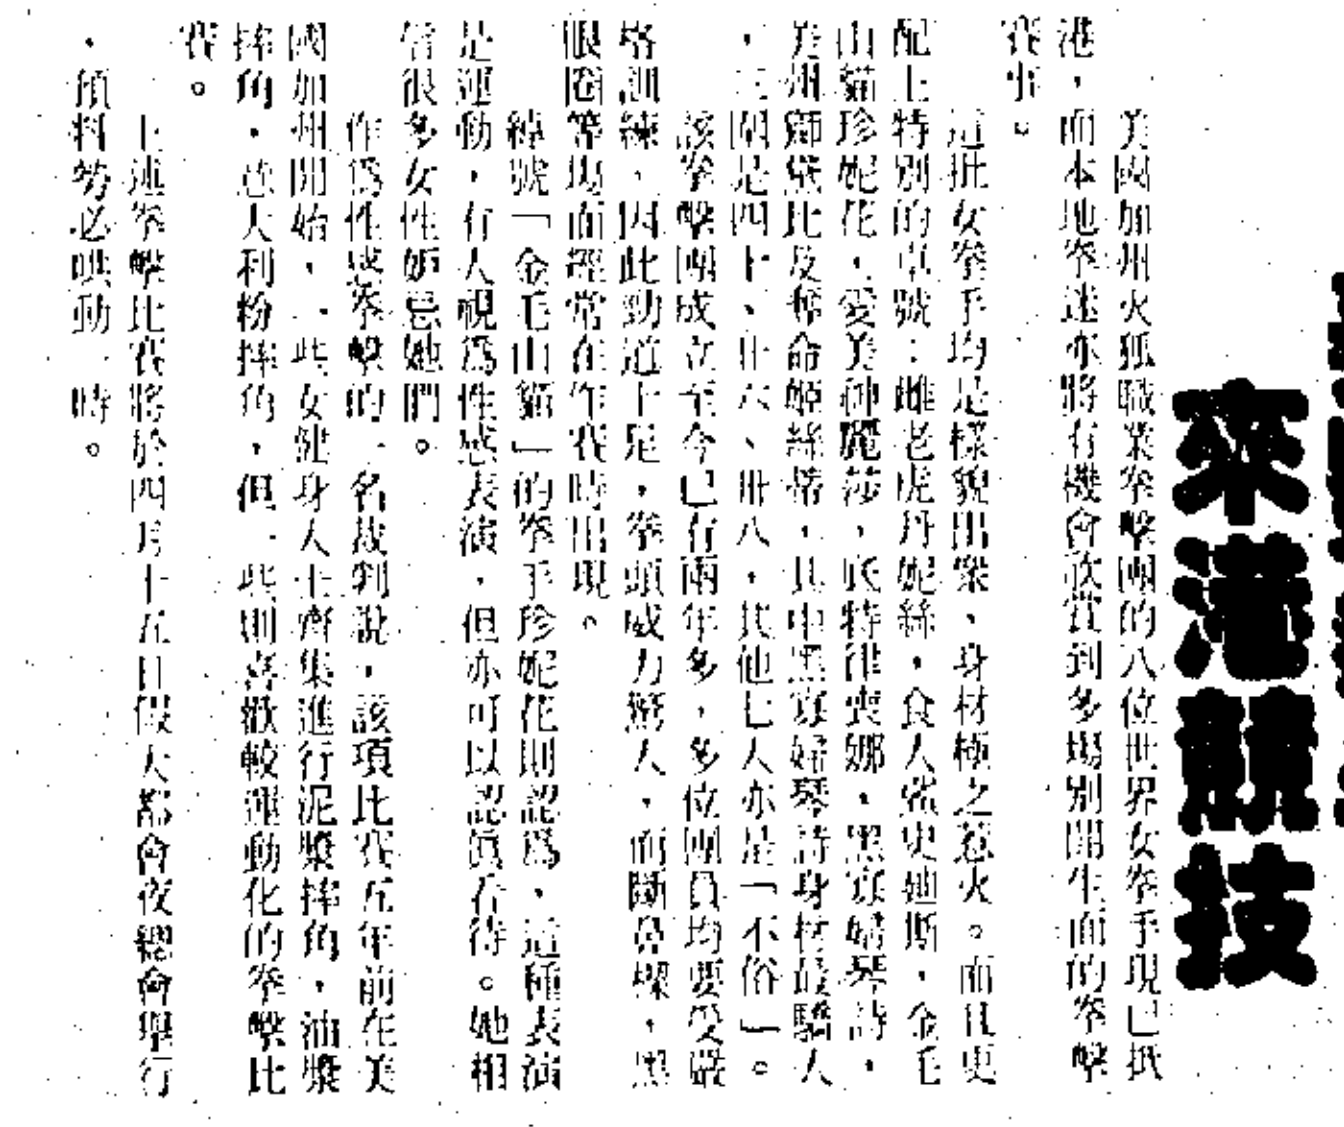 來港競技
美國加州火狐職業拳擊團的八位世界女拳手現已抵
港，而本地拳迷亦將有機會欣賞到多場別開生面的拳擊
賽事。
這批女拳手均是樣貌出衆、身材極之惹火。而且更
配上特別的卓號：雌老虎丹妮絲，食人鯊史廸斯，金毛
山貓珍妮花，愛美神麗莎，底特律喪娜，黑寡婦琴詩，
美州獅黛比及奪命姬絲蒂，其中黑寡婦琴詩身材最驕人
，三圍是四十、廿六、卅八，其他七人亦是「不俗」。
該拳擊團成立至今已有兩年多，多位團員均要受嚴
格訓練，因此勁道十足，拳頭威力驚人，而斷鼻樑，黑
眼圈等場面經常在作賽時出現。
綽號「金毛山貓」的拳手珍妮花則認爲，這種表演
是運動，有人視爲性感表演，但亦可以認眞看待。她相
信很多女性妒忌她們。
作爲性感拳擊的一名裁判說，該項比賽五年前在美
國加州開始，一些女健身人士齊集進行泥漿摔角，油漿
摔角，意大利粉摔角，但一些則喜歡較運動化的拳擊比
賽。
上述拳擊比賽將於四月十五日假大都會夜總會舉行
，預料勢必哄動一時。